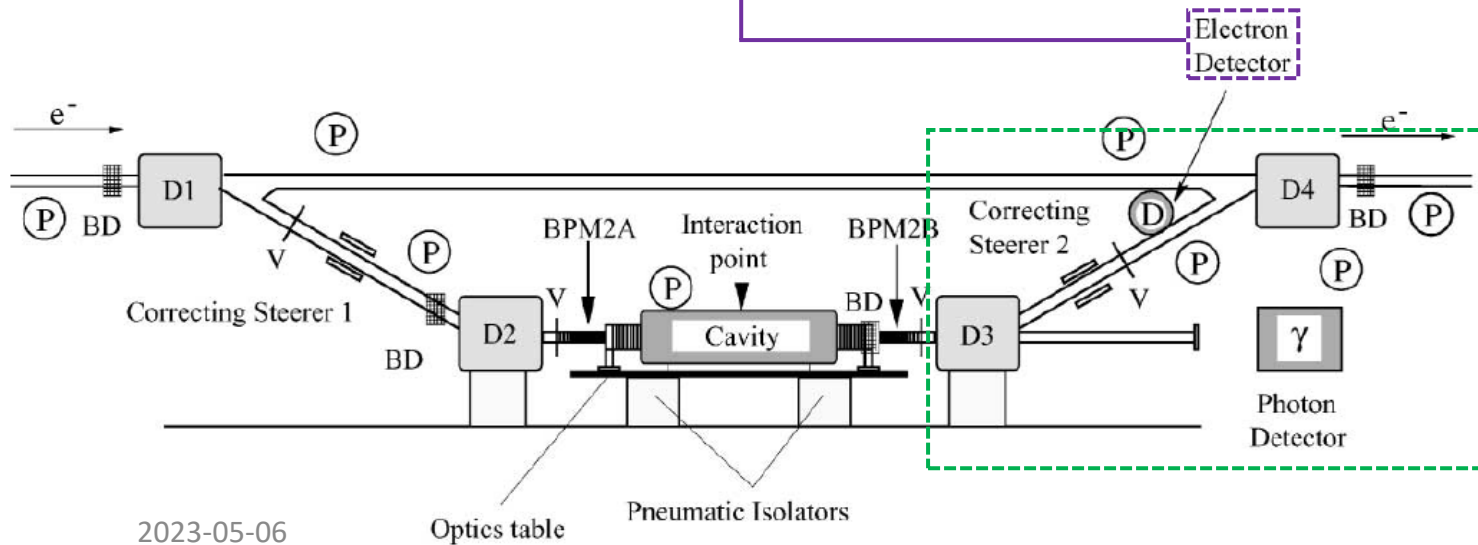 Electron
Detector
e-
e-
P
P
D1
D4
P
BD
BD
P
D
Correcting
Steerer 2
BPM2A
Interaction
point
BPM2B
V
P
P
P
Correcting Steerer 1
V
P
BD
V
V
D2
Cavity
D3
γ
BD
Photon
Detector
Optics table
Pneumatic Isolators
2023-05-06